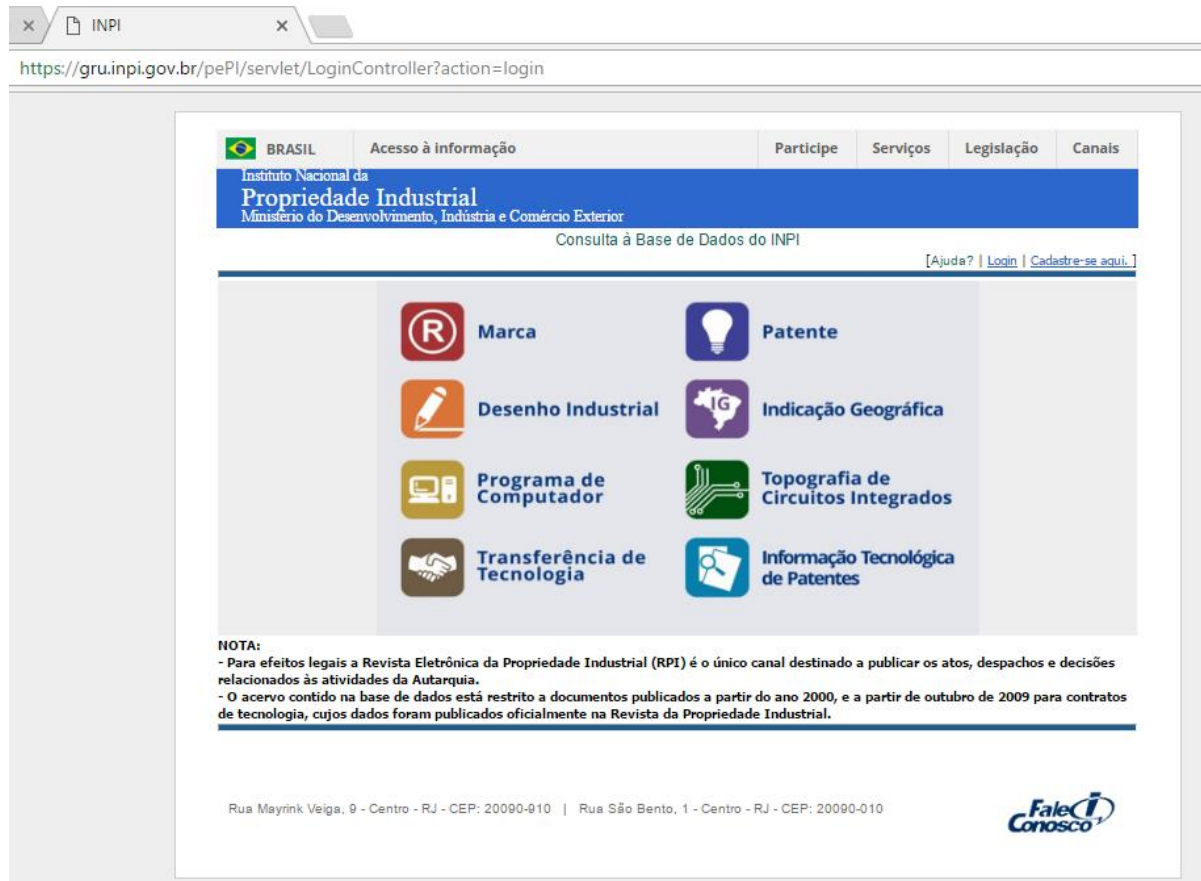 INPI
https://gru.inpi.gov.br/pePI/servlet/LoginController?action=login
BRASIL Acesso à informação Participe Serviços Legislação Canais
Instituto Nacional da
Propriedade Industrial
Ministério do Desenvolvimento, Indústria e Comércio Exterior
Consulta à Base de Dados do INPI
[Ajuda? | Login | Cadastre-se aqui. ]
R Marca
Patente
Desenho Industrial
IG Indicação Geográfica
Programa de
Computador
Topografia de
Circuitos Integrados
Transferência de
Tecnologia
Informação Tecnológica
de Patentes
NOTA:
- Para efeitos legais a Revista Eletrônica da Propriedade Industrial (RPI) é o único canal destinado a publicar os atos, despachos e decisões
relacionados às atividades da Autarquia.
- O acervo contido na base de dados está restrito a documentos publicados a partir do ano 2000, e a partir de outubro de 2009 para contratos
de tecnologia, cujos dados foram publicados oficialmente na Revista da Propriedade Industrial.
Rua Mayrink Veiga, 9 - Centro - RJ - CEP: 20090-910 | Rua São Bento, 1 - Centro - RJ - CEP: 20090-010
Fale
Conosco